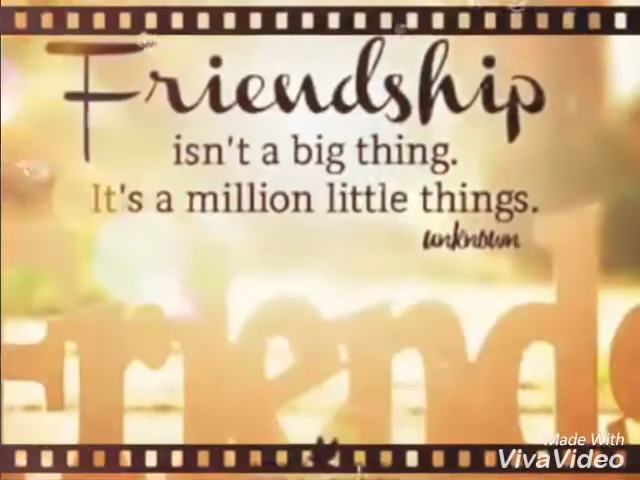 Friendship
isn't a big thing.
It's a million little things.
unknown
friends
Made With
VivaVideo